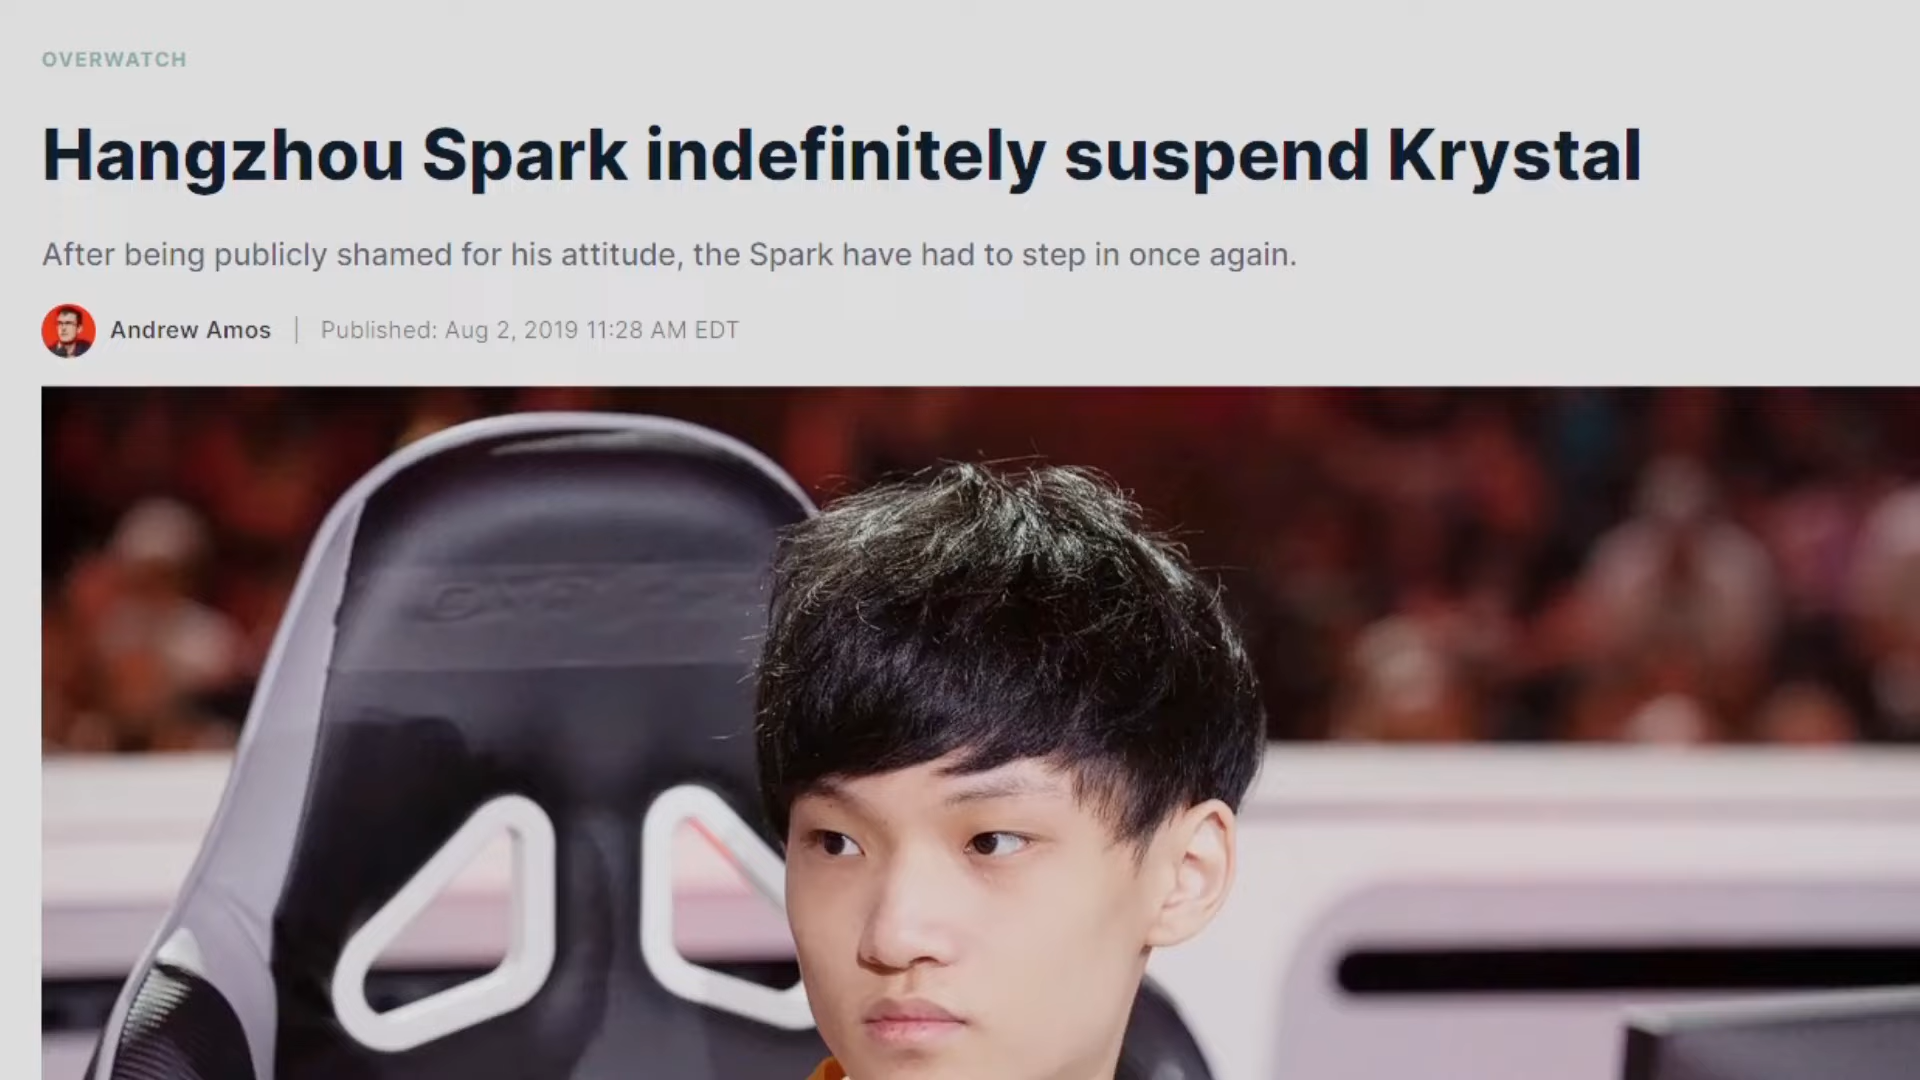 OVERWATCH
Hangzhou Spark indefinitely suspend Krystal
After being publicly shamed for his attitude, the Spark have had to step in once again.
Andrew Amos | Published: Aug 2, 2019 11:28 AM EDT